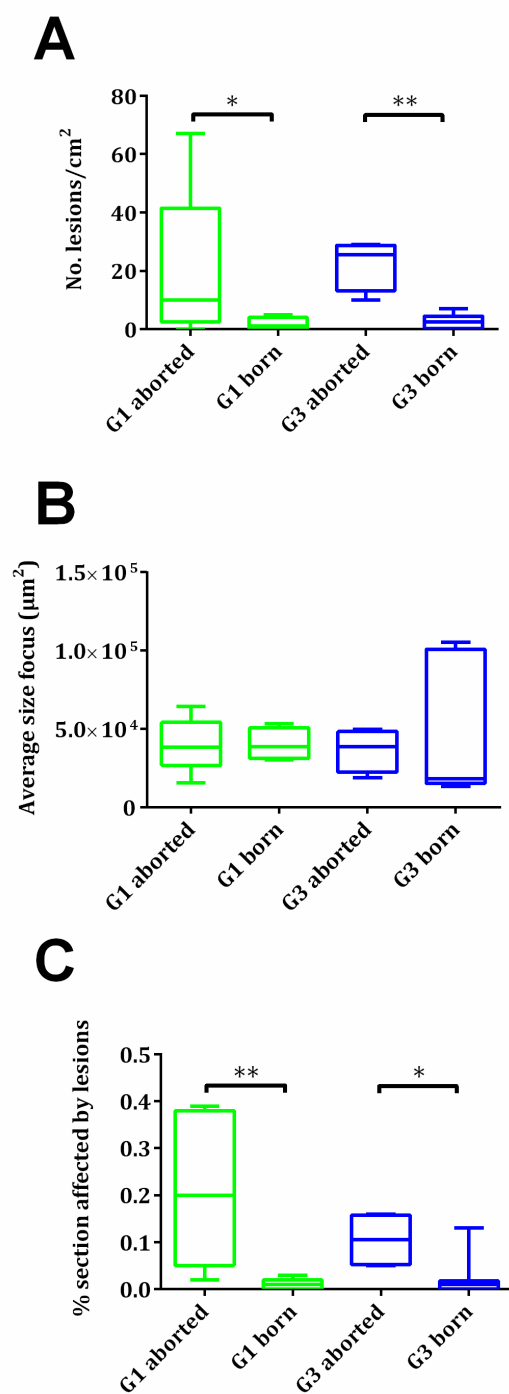 A
No. lesions/cm²
80
60
40
20
0
*
**
G1 aborted
G1 born
G3 aborted
G3 born
B
Average size focus (µm²)
1.5×10⁵
1.0×10⁵
5.0×10⁴
0
G1 aborted
G1 born
G3 aborted
G3 born
C
% section affected by lesions
0.5
0.4
0.3
0.2
0.1
0.0
**
*
G1 aborted
G1 born
G3 aborted
G3 born